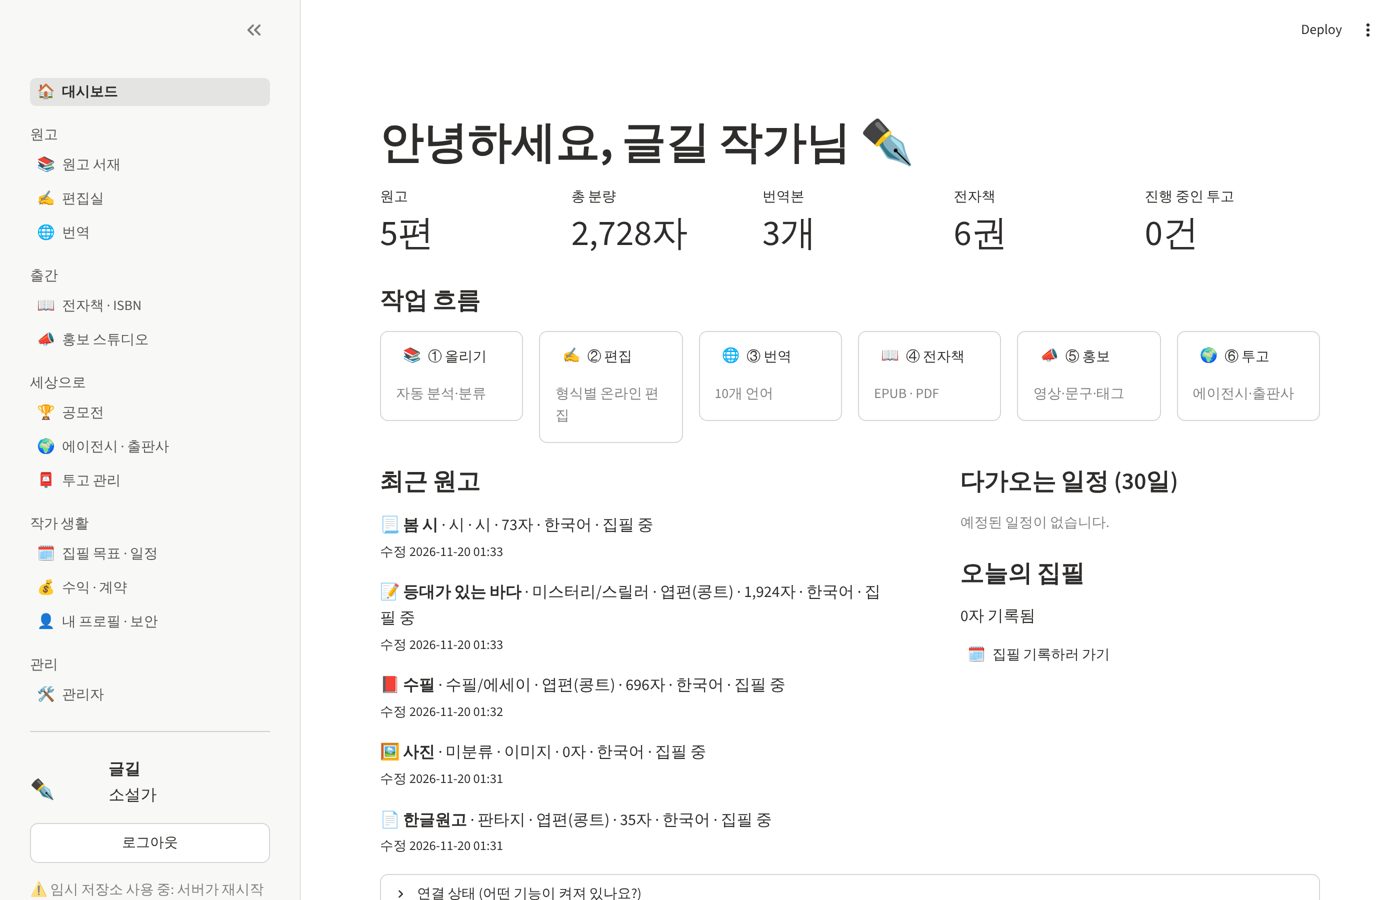 대시보드
원고
원고 서재
편집실
번역
출간
전자책 · ISBN
홍보 스튜디오
세상으로
공모전
에이전시 · 출판사
투고 관리
작가 생활
집필 목표 · 일정
수익 · 계약
내 프로필 · 보안
관리
관리자
글길
소설가
로그아웃
임시 저장소 사용 중: 서버가 재시작
Deploy
안녕하세요, 글길 작가님
원고
5편
총 분량
2,728자
번역본
3개
전자책
6권
진행 중인 투고
0건
작업 흐름
① 올리기
자동 분석·분류
② 편집
형식별 온라인 편
집
③ 번역
10개 언어
④ 전자책
EPUB · PDF
⑤ 홍보
영상·문구·태그
⑥ 투고
에이전시·출판사
최근 원고
봄 시 · 시 · 시 · 73자 · 한국어 · 집필 중
수정 2026-11-20 01:33
등대가 있는 바다 · 미스터리/스릴러 · 엽편(콩트) · 1,924자 · 한국어 · 집
필 중
수정 2026-11-20 01:33
수필 · 수필/에세이 · 엽편(콩트) · 696자 · 한국어 · 집필 중
수정 2026-11-20 01:32
사진 · 미분류 · 이미지 · 0자 · 한국어 · 집필 중
수정 2026-11-20 01:31
한글원고 · 판타지 · 엽편(콩트) · 35자 · 한국어 · 집필 중
수정 2026-11-20 01:31
다가오는 일정 (30일)
예정된 일정이 없습니다.
오늘의 집필
0자 기록됨
집필 기록하러 가기
연결 상태 (어떤 기능이 켜져 있나요?)